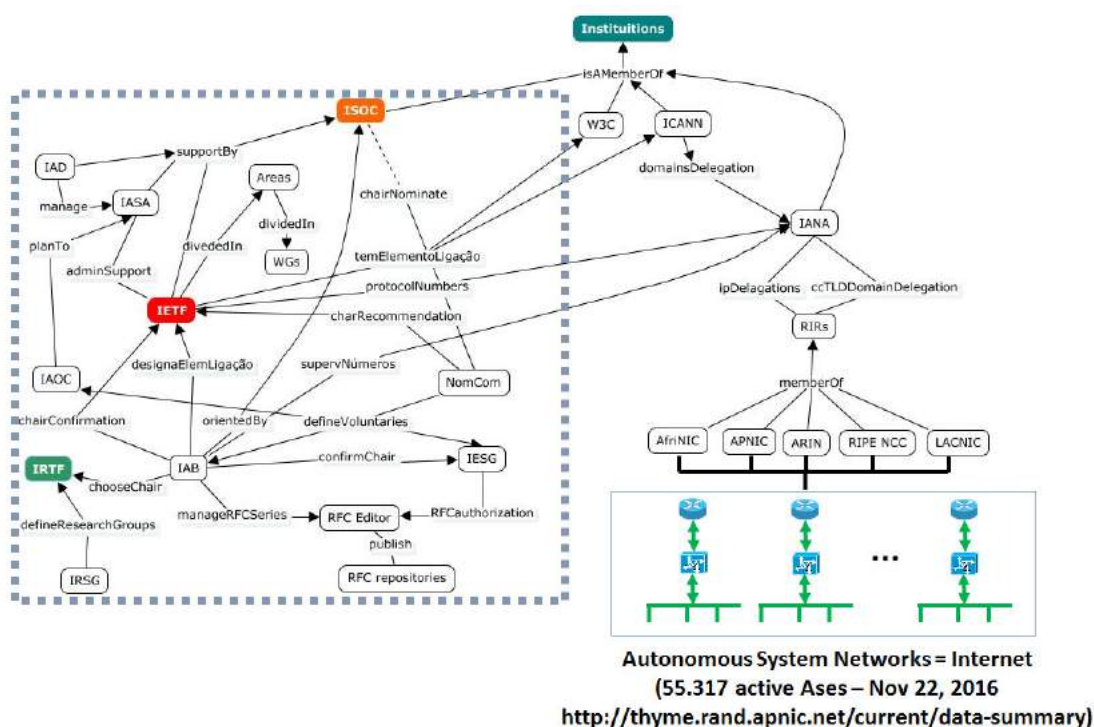 Instituitions
isAMemberOf
ISOC
W3C
ICANN
IAD
supportBy
Areas
chairNominate
domainsDelegation
manage
IASA
IANA
planTo
dividedIn
WGs
divededIn
temElementoLigação
adminSupport
protocolNumbers
ipDelagations
ccTLDDomainDelegation
IETF
charRecommendation
RIRs
designaElemLigação
supervNúmeros
IAOC
NomCom
memberOf
chairConfirmation
orientedBy
defineVoluntaries
AfriNIC
APNIC
ARIN
RIPE NCC
LACNIC
IRTF
IAB
confirmChair
IESG
chooseChair
manageRFCSeries
RFC Editor
RFCauthorization
defineResearchGroups
publish
IRSG
RFC repositories
...
Autonomous System Networks = Internet
(55.317 active Ases – Nov 22, 2016
http://thyme.rand.apnic.net/current/data-summary)